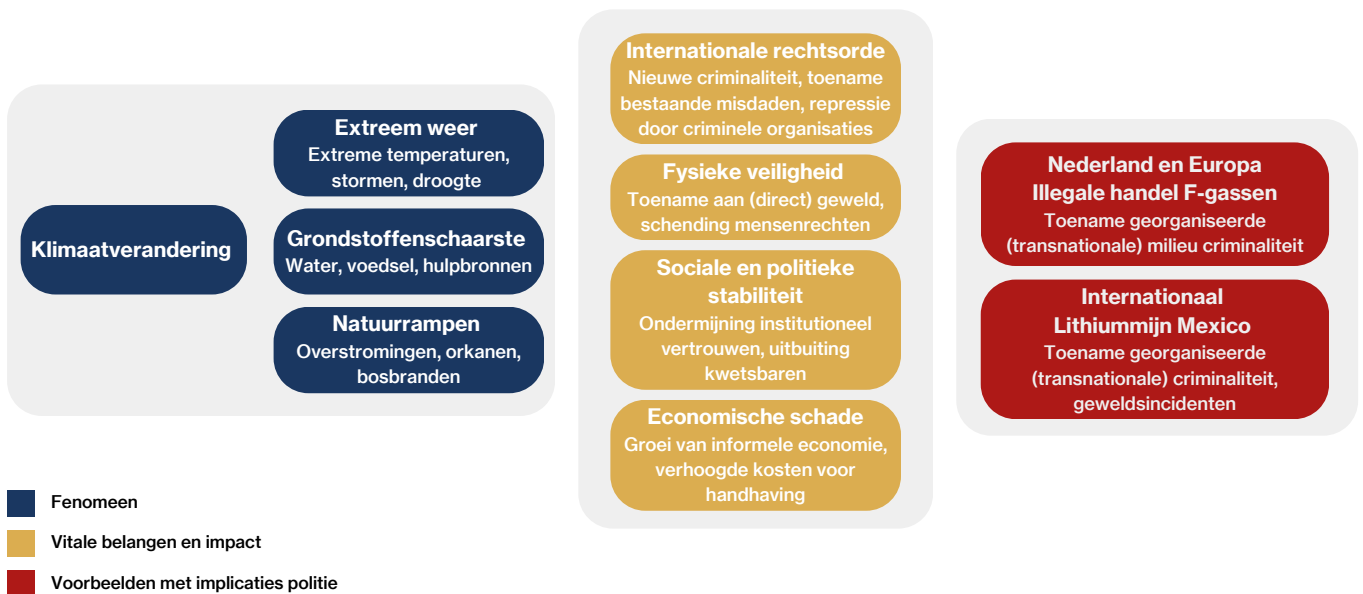 Klimaatverandering
Extreem weer
Extreme temperaturen,
stormen, droogte
Grondstoffenschaarste
Water, voedsel, hulpbronnen
Natuurrampen
Overstromingen, orkanen,
bosbranden
Internationale rechtsorde
Nieuwe criminaliteit, toename
bestaande misdaden, repressie
door criminele organisaties
Fysieke veiligheid
Toename aan (direct) geweld,
schending mensenrechten
Sociale en politieke
stabiliteit
Ondermijning institutioneel
vertrouwen, uitbuiting
kwetsbaren
Economische schade
Groei van informele economie,
verhoogde kosten voor
handhaving
Nederland en Europa
Illegale handel F-gassen
Toename georganiseerde
(transnationale) milieu criminaliteit
Internationaal
Lithiummijn Mexico
Toename georganiseerde
(transnationale) criminaliteit,
geweldsincidenten
Fenomeen
Vitale belangen en impact
Voorbeelden met implicaties politie